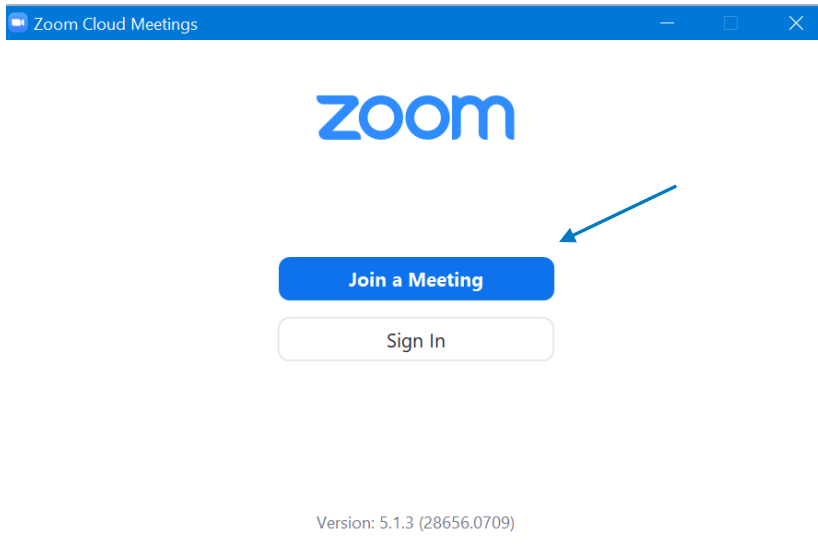 Zoom Cloud Meetings
zoom
Join a Meeting
Sign In
Version: 5.1.3 (28656.0709)